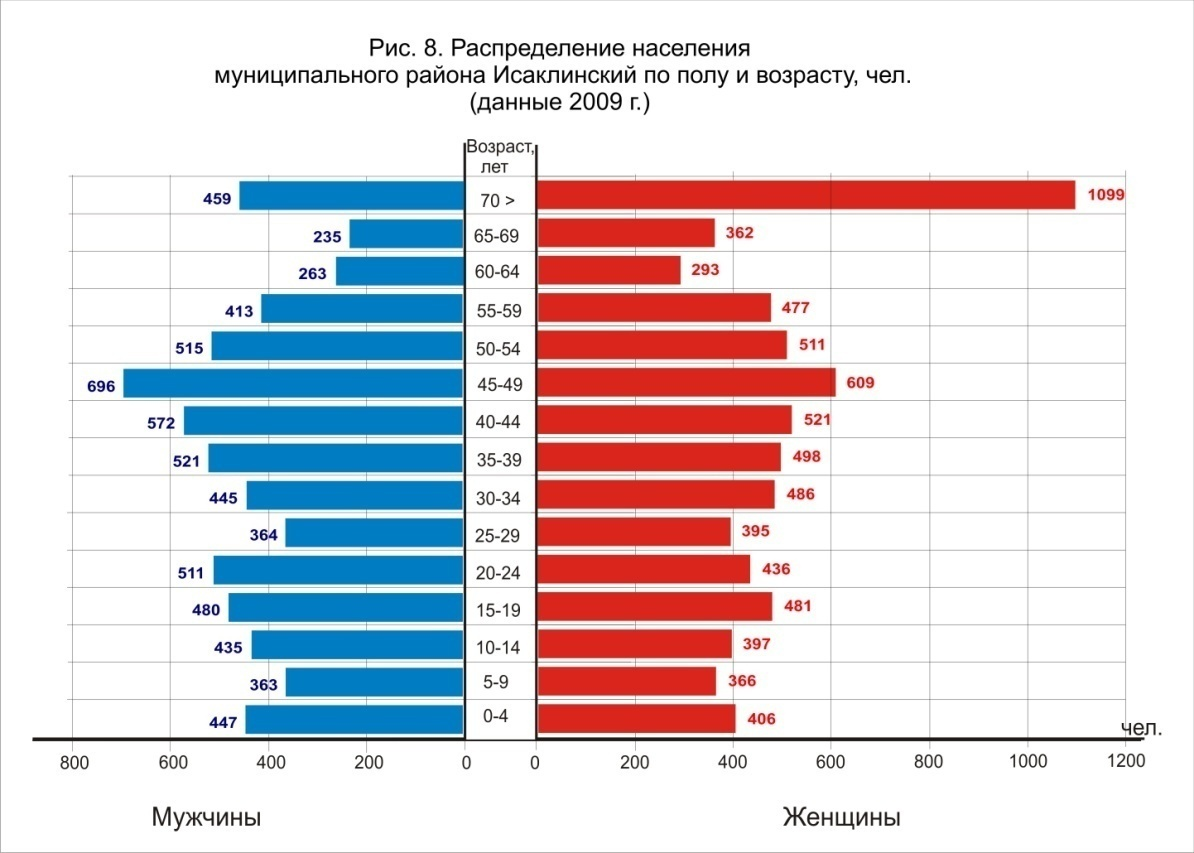 Рис. 8. Распределение населения
муниципального района Исаклинский по полу и возрасту, чел.
(данные 2009 г.)
Возраст,
лет
459 70 > 1099
235 65-69 362
263 60-64 293
413 55-59 477
515 50-54 511
696 45-49 609
572 40-44 521
521 35-39 498
445 30-34 486
364 25-29 395
511 20-24 436
480 15-19 481
435 10-14 397
363 5-9 366
447 0-4 406
чел.
800 600 400 200 0 0 200 400 600 800 1000 1200
Мужчины Женщины